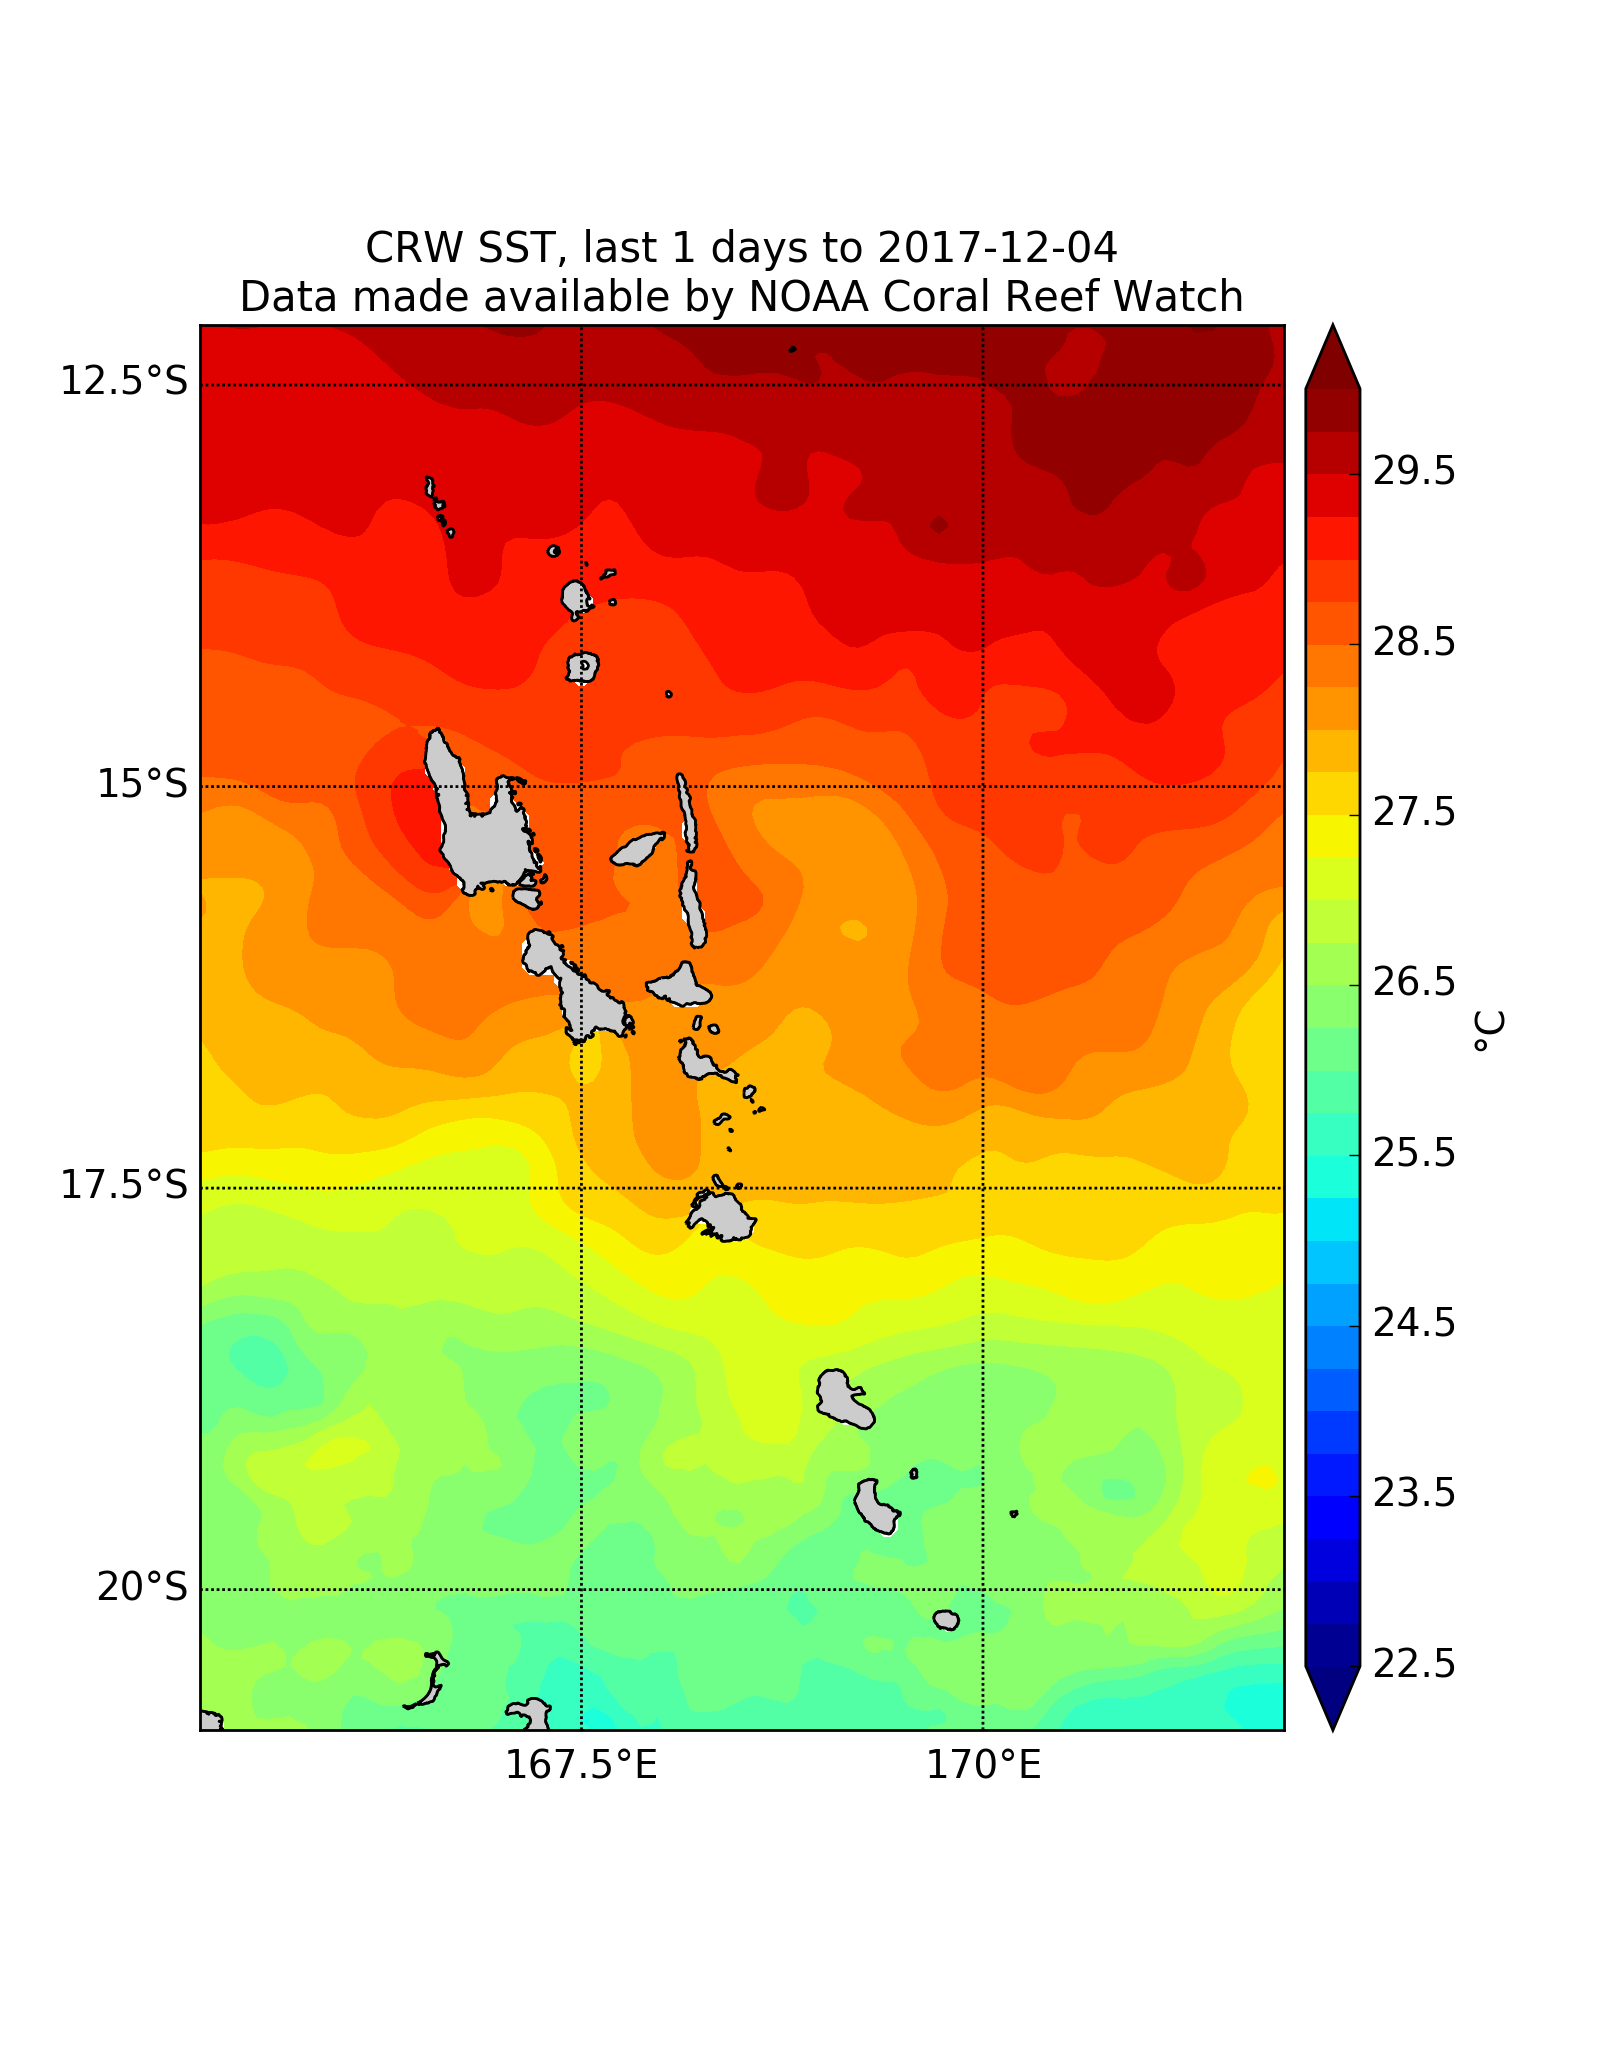 CRW SST, last 1 days to 2017-12-04
Data made available by NOAA Coral Reef Watch
12.5°S
15°S
17.5°S
20°S
167.5°E
170°E
29.5
28.5
27.5
26.5
25.5
24.5
23.5
22.5
°C